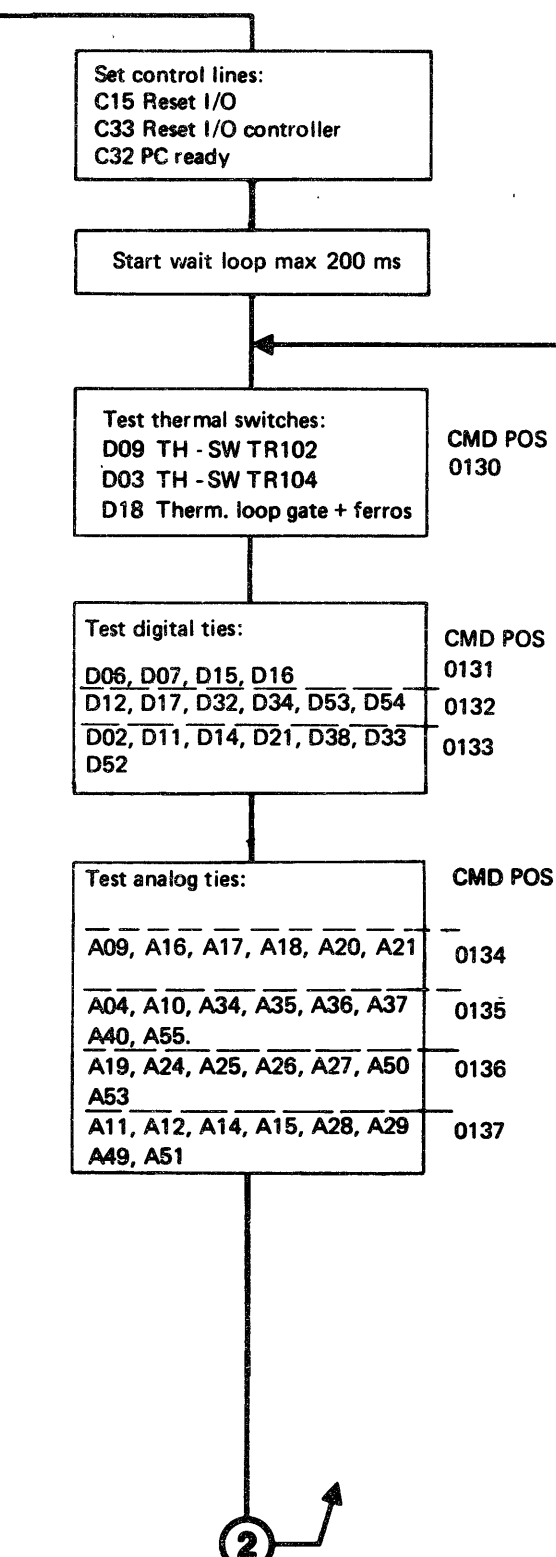 Set control lines:
C15 Reset I/O
C33 Reset I/O controller
C32 PC ready
Start wait loop max 200 ms
Test thermal switches:
D09 TH - SW TR102
D03 TH - SW TR104
D18 Therm. loop gate + ferros
CMD POS
0130
Test digital ties:
D06, D07, D15, D16
D12, D17, D32, D34, D53, D54
D02, D11, D14, D21, D38, D33
D52
CMD POS
0131
0132
0133
Test analog ties:
CMD POS
A09, A16, A17, A18, A20, A21
0134
A04, A10, A34, A35, A36, A37
A40, A55.
0135
A19, A24, A25, A26, A27, A50
A53
0136
A11, A12, A14, A15, A28, A29
A49, A51
0137
2